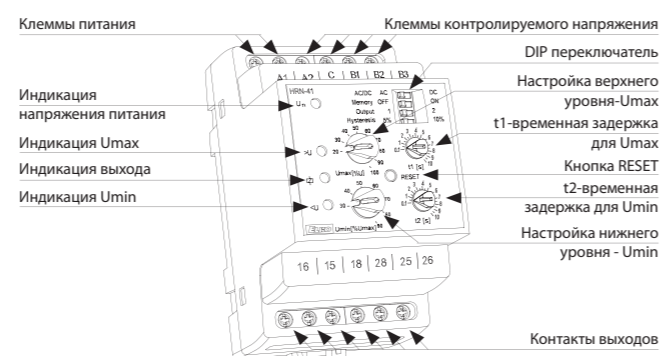 Клеммы питания
Клеммы контролируемого напряжения
A1 A2 C B1 B2 B3
DIP переключатель
HRN-41
Un
AC/DC AC DC
Memory OFF ON
Output 1 2
Hysteresis 5% 10%
Индикация
напряжения питания
Настройка верхнего
уровня-Umax
Индикация Umax
>U
Umax[%U]
t1 [s]
t1-временная задержка
для Umax
Индикация выхода
RESET
Кнопка RESET
Индикация Umin
<U
Umin[%Umax]
t2 [s]
t2-временная
задержка для Umin
Настройка нижнего
уровня - Umin
16 15 18 28 25 26
Контакты выходов